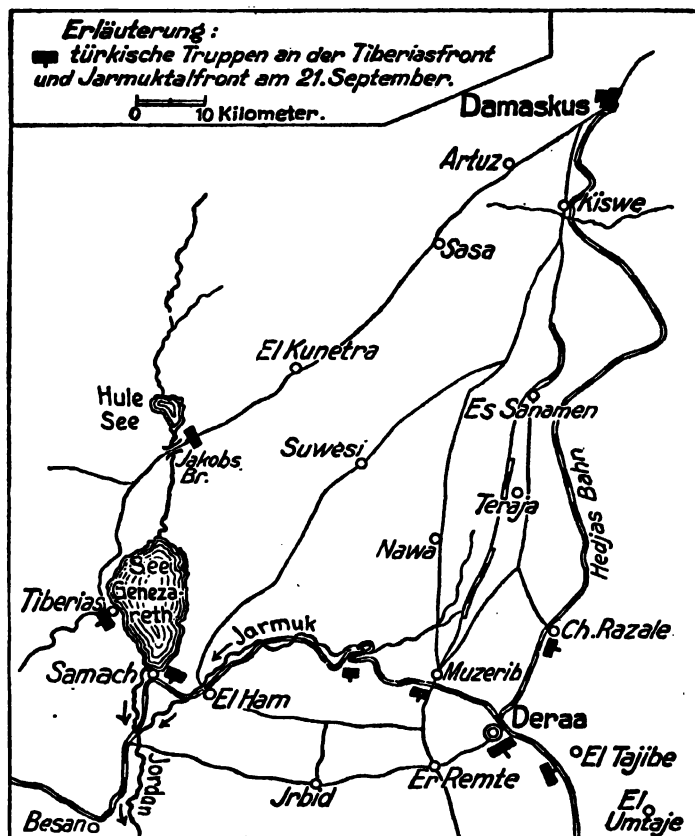 Erläuterung:
türkische Truppen an der Tiberiasfront
und Jarmuktalfront am 21. September.
0 10 Kilometer.
Damaskus
Artuz
Kiswe
Sasa
El Kunetra
Hule
See
Es Sanamen
Jakobs
Br.
Suwesi
Teraja
Hedjas Bahn
Nawa
See
Geneza-
reth
Tiberias
Jarmuk
Ch. Razale
Samach
Muzerib
El Ham
Deraa
El Tajibe
Er Remte
Jordan
Jrbid
El
Umtaje
Besan